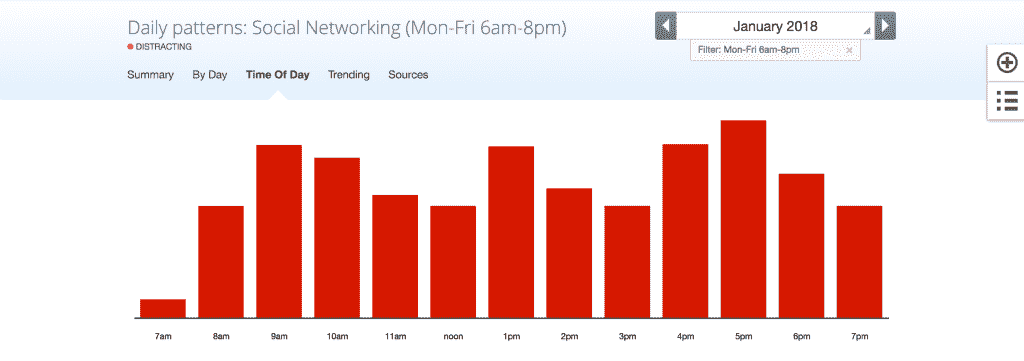 Daily patterns: Social Networking (Mon-Fri 6am-8pm)
DISTRACTING
January 2018
Filter: Mon-Fri 6am-8pm ×
Summary By Day Time Of Day Trending Sources
7am 8am 9am 10am 11am noon 1pm 2pm 3pm 4pm 5pm 6pm 7pm